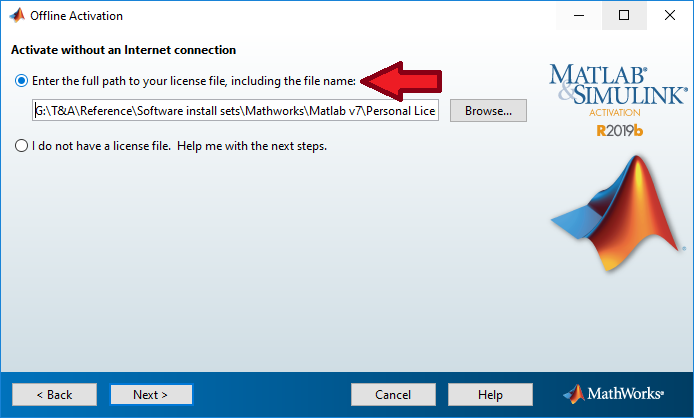 Offline Activation
Activate without an Internet connection
Enter the full path to your license file, including the file name:
G:\T&A\Reference\Software install sets\Mathworks\Matlab v7\Personal Lice
Browse...
I do not have a license file.  Help me with the next steps.
MATLAB®
&SIMULINK®
ACTIVATION
R2019b
®
< Back
Next >
Cancel
Help
MathWorks®